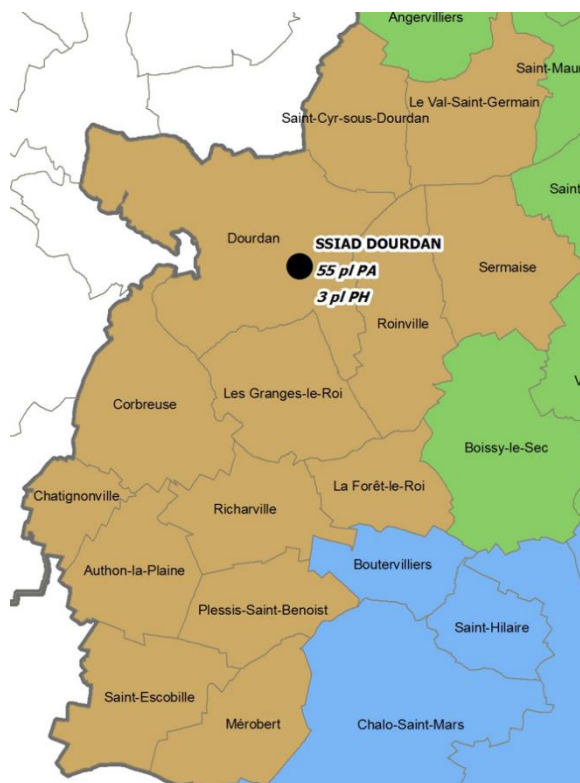 Angervilliers
Saint-Maur
Le Val-Saint-Germain
Saint-Cyr-sous-Dourdan
Saint
Dourdan
SSIAD DOURDAN
55 pl PA
3 pl PH
Sermaise
Roinville
V
Les Granges-le-Roi
Corbreuse
Boissy-le-Sec
La Forêt-le-Roi
Chatignonville
Richarville
Boutervilliers
Authon-la-Plaine
Plessis-Saint-Benoist
Saint-Hilaire
Saint-Escobille
Mérobert
Chalo-Saint-Mars